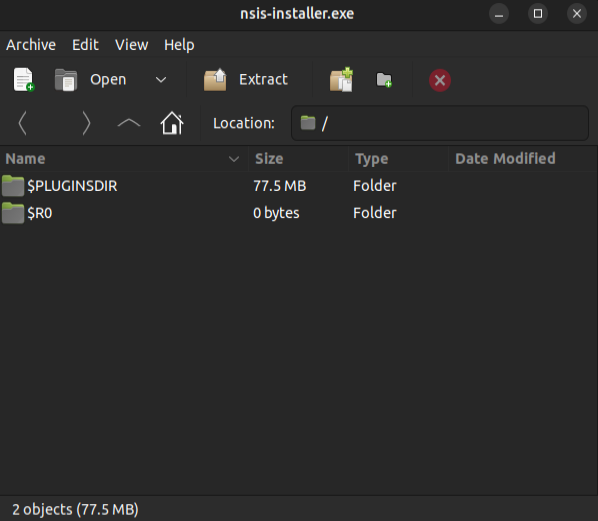 nsis-installer.exe
Archive Edit View Help
Open Extract
Location: /
Name Size Type Date Modified
$PLUGINSDIR 77.5 MB Folder
$R0 0 bytes Folder
2 objects (77.5 MB)